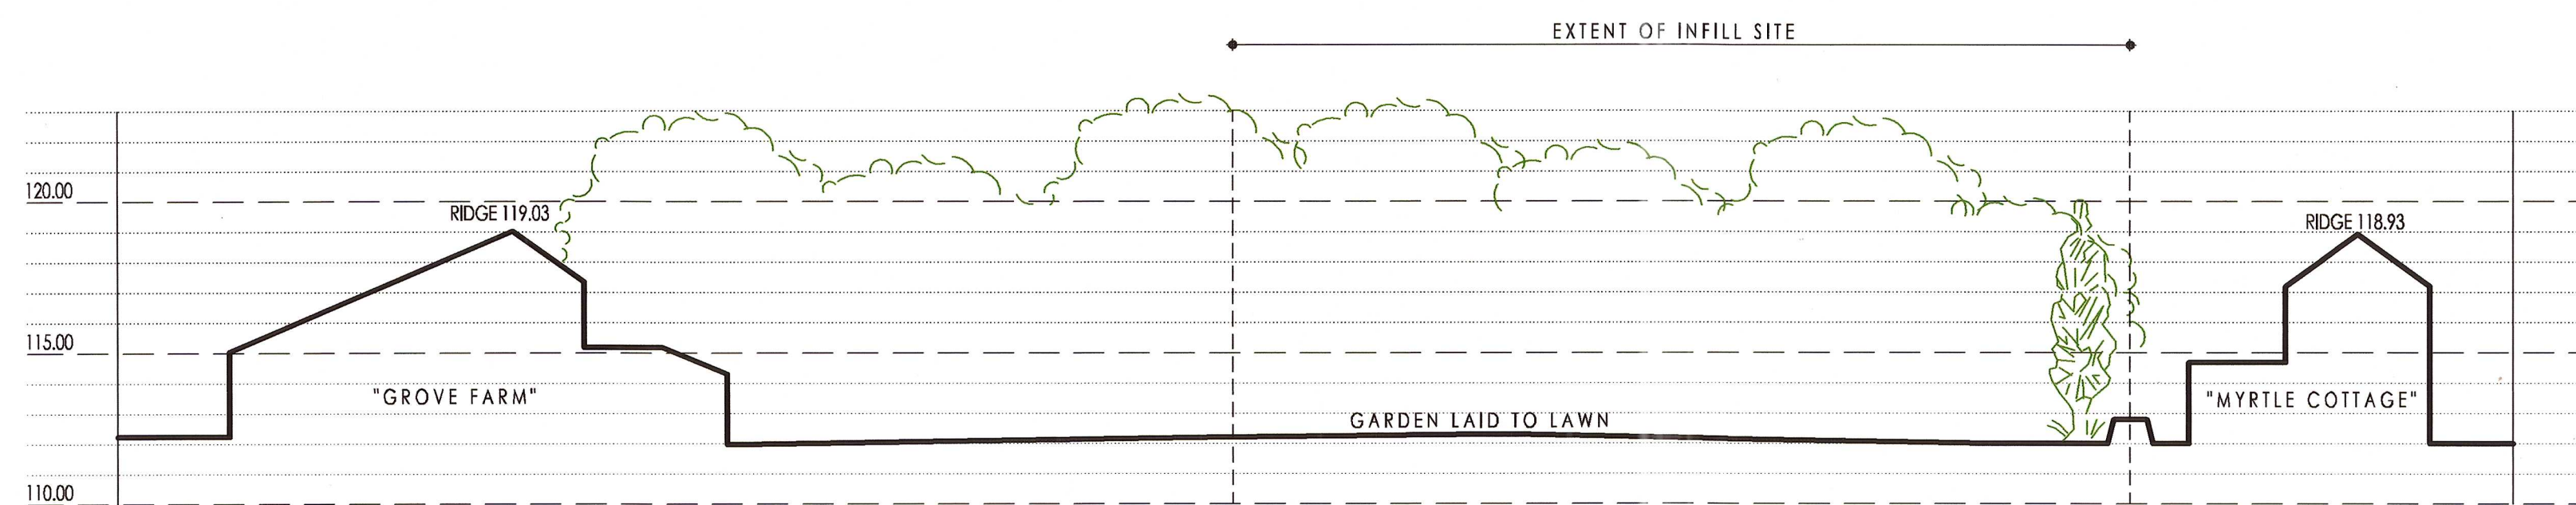 EXTENT OF INFILL SITE
120.00
RIDGE 119.03
RIDGE 118.93
115.00
"GROVE FARM"
"MYRTLE COTTAGE"
GARDEN LAID TO LAWN
110.00